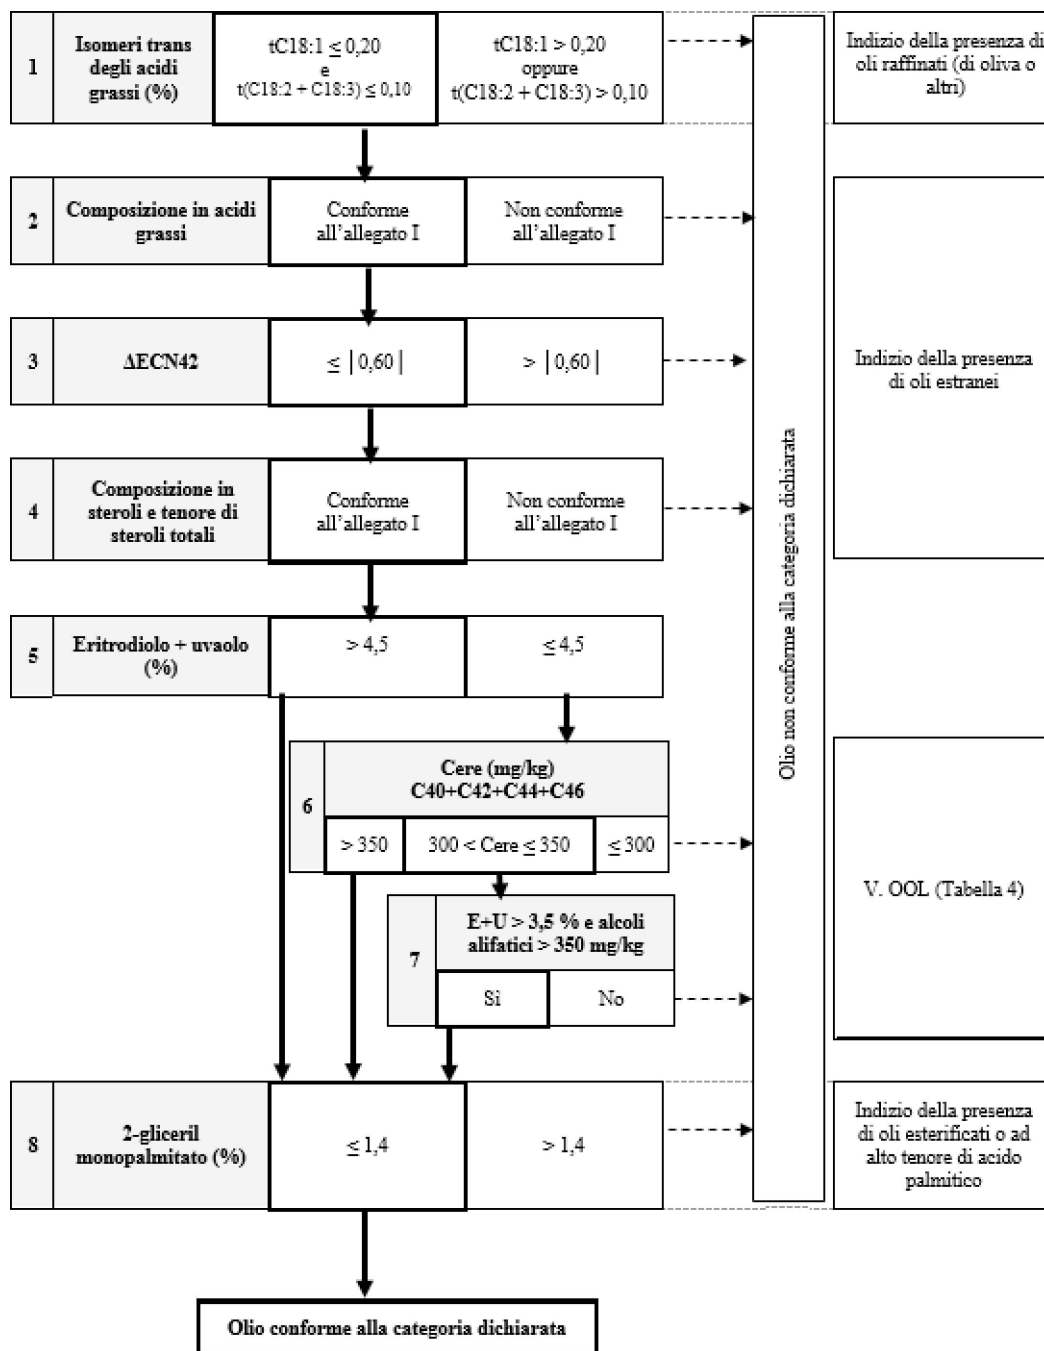 1
Isomeri trans
degli acidi
grassi (%)
tC18:1 ≤ 0,20
e
t(C18:2 + C18:3) ≤ 0,10
tC18:1 > 0,20
oppure
t(C18:2 + C18:3) > 0,10
Indizio della presenza di
oli raffinati (di oliva o
altri)
2
Composizione in acidi
grassi
Conforme
all'allegato I
Non conforme
all'allegato I
3
ΔECN42
≤ |0,60|
> |0,60|
Indizio della presenza
di oli estranei
4
Composizione in
steroli e tenore di
steroli totali
Conforme
all'allegato I
Non conforme
all'allegato I
Olio non conforme alla categoria dichiarata
5
Eritrodiolo + uvaolo
(%)
> 4,5
≤ 4,5
6
Cere (mg/kg)
C40+C42+C44+C46
> 350
300 < Cere ≤ 350
≤ 300
V. OOL (Tabella 4)
7
E+U > 3,5 % e alcoli
alifatici > 350 mg/kg
Sì
No
8
2-gliceril
monopalmitato (%)
≤ 1,4
> 1,4
Indizio della presenza
di oli esterificati o ad
alto tenore di acido
palmitico
Olio conforme alla categoria dichiarata